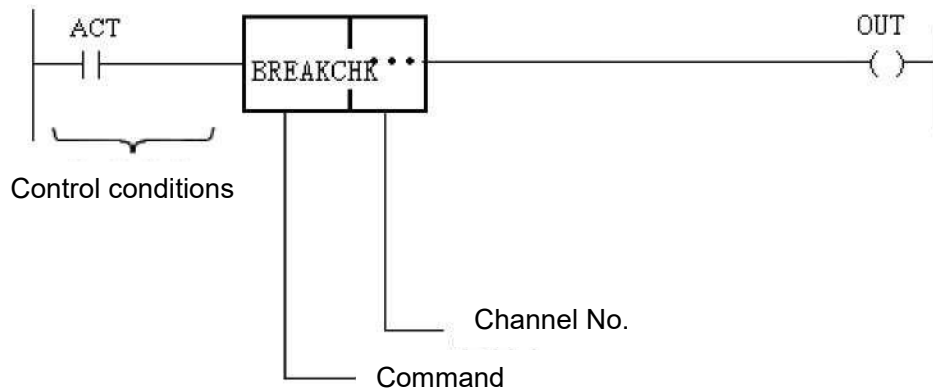 ACT
OUT
BREAKCHK •••
Control conditions
Channel No.
Command